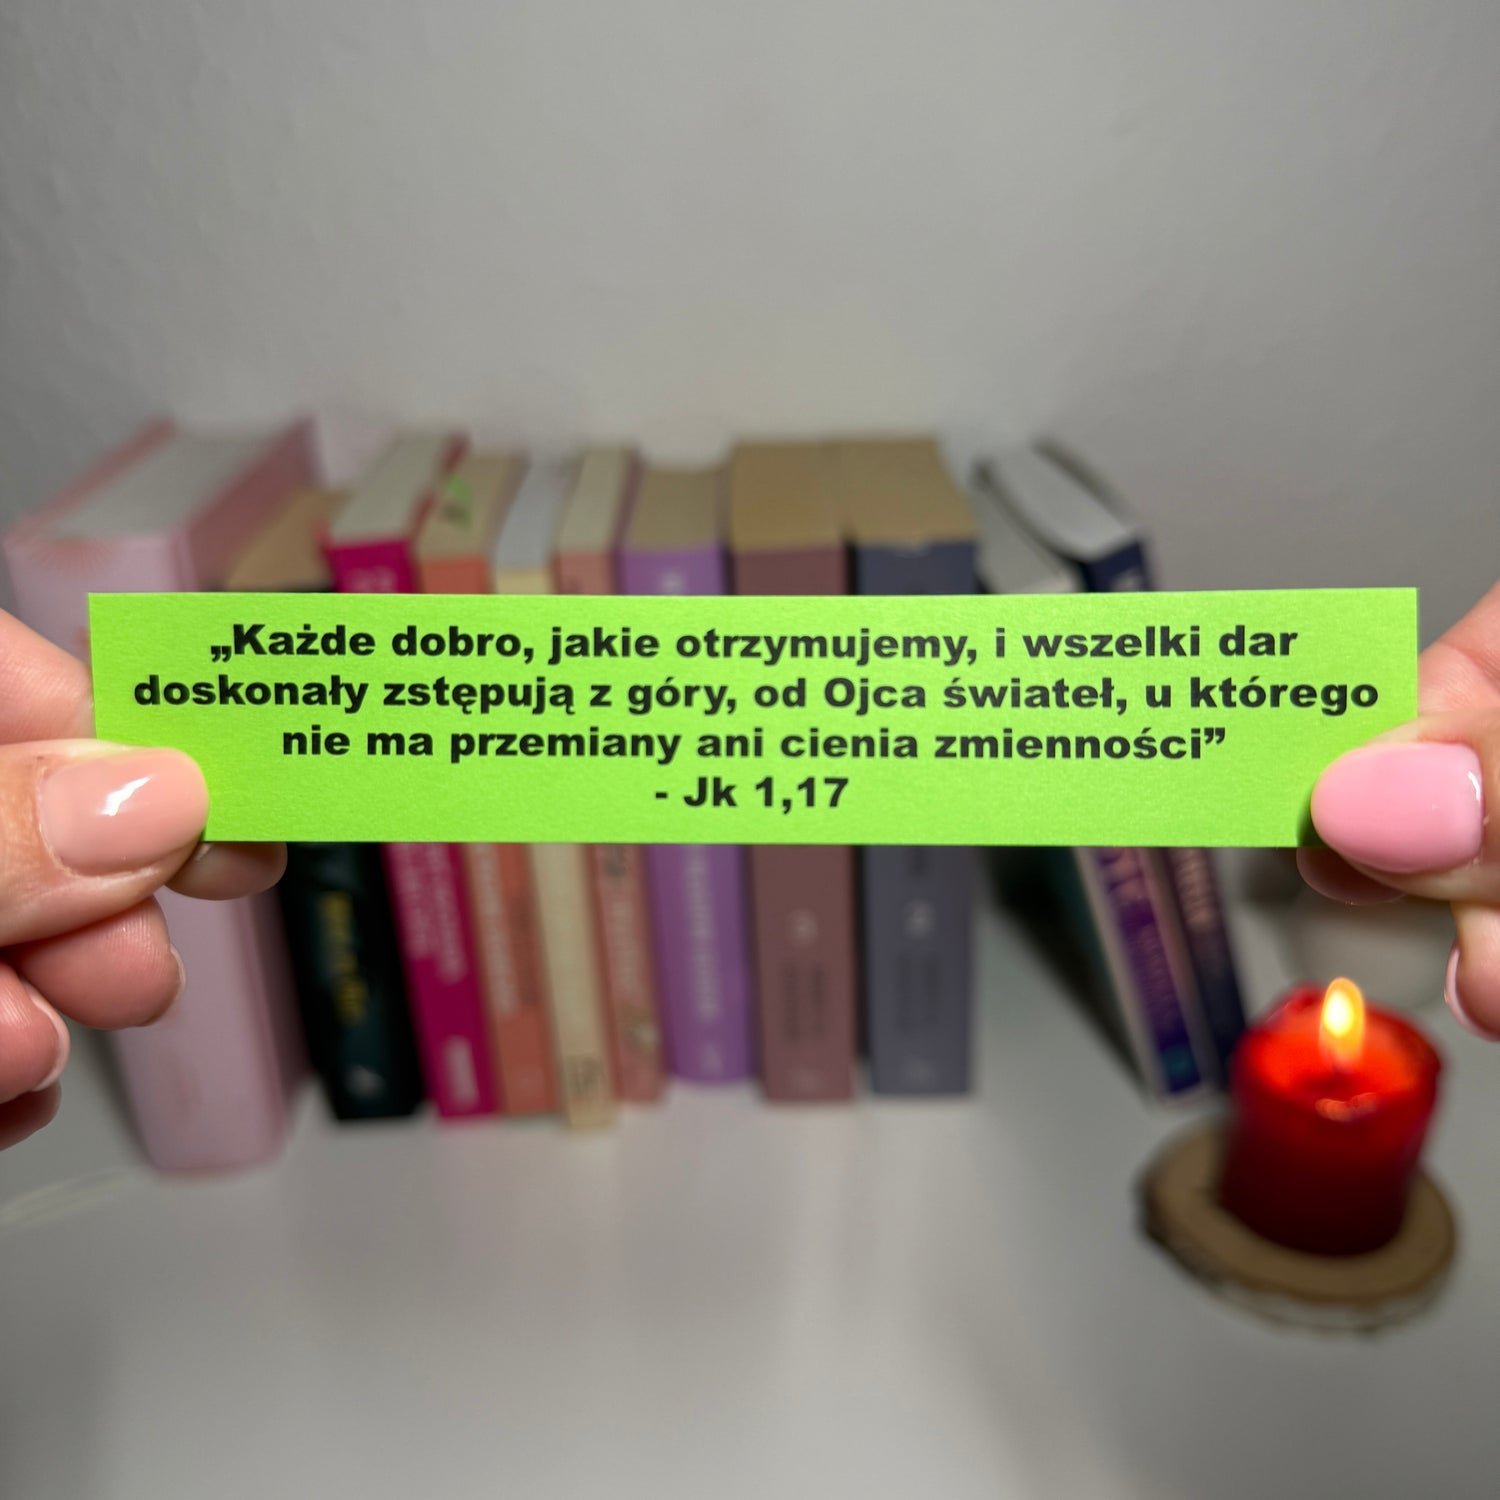 „Każde dobro, jakie otrzymujemy, i wszelki dar
doskonały zstępują z góry, od Ojca świateł, u którego
nie ma przemiany ani cienia zmienności”
- Jk 1,17